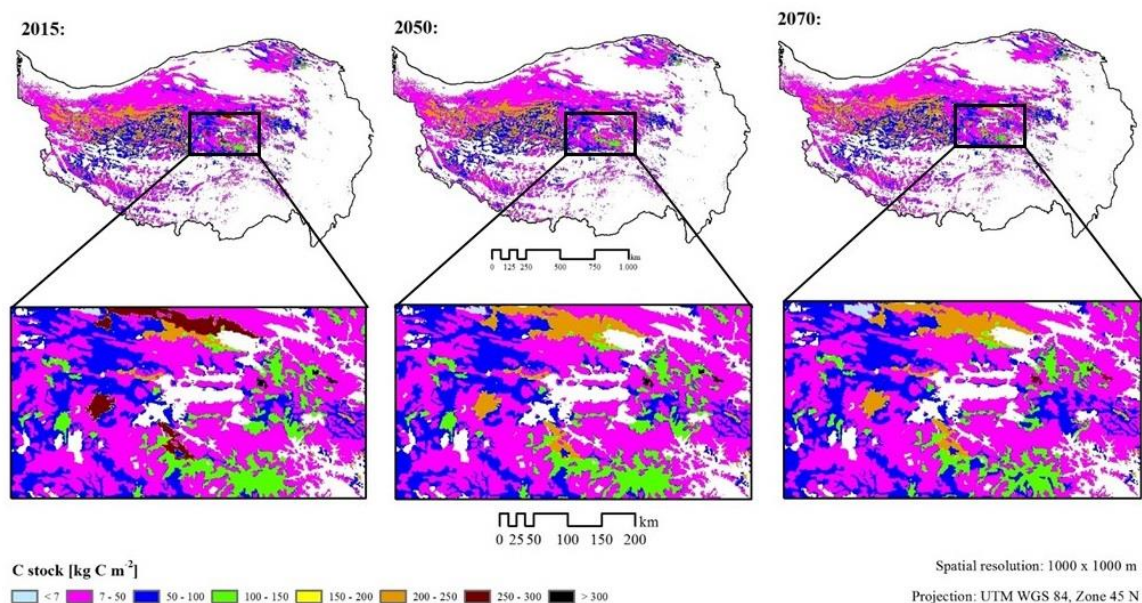 2015:
2050:
2070:
km
0 125 250 500 750 1.000
km
0 25 50 100 150 200
C stock [kg C m-2]
< 7 7 - 50 50 - 100 100 - 150 150 - 200 200 - 250 250 - 300 > 300
Spatial resolution: 1000 x 1000 m
Projection: UTM WGS 84, Zone 45 N